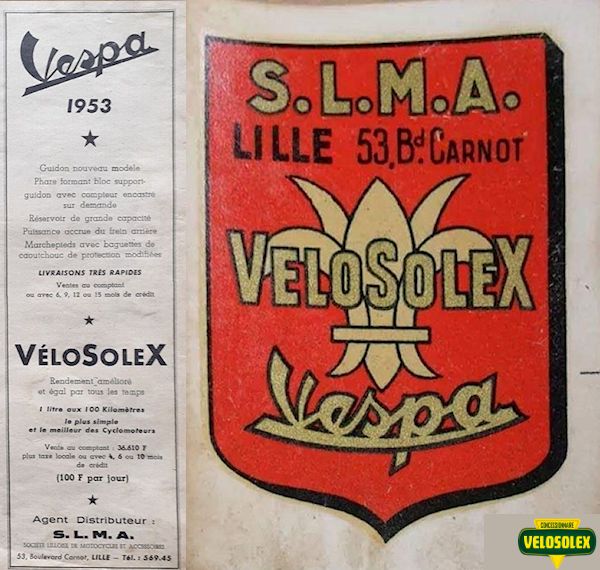 Vespa
1953
Guidon nouveau modèle
Phare formant bloc support-
guidon avec compteur encastré
sur demande
Réservoir de grande capacité
Puissance accrue du frein arrière
Marchepieds avec baguettes de
caoutchouc de protection modifiées
LIVRAISONS TRÈS RAPIDES
Ventes au comptant
ou avec 6, 9, 12 ou 15 mois de crédit
VÉLOSOLEX
Rendement amélioré
et égal par tous les temps
1 litre aux 100 Kilomètres
le plus simple
et le meilleur des Cyclomoteurs
Vente au comptant : 36.610 F
plus taxe locale ou avec 4, 6 ou 10 mois
de crédit
(100 F par jour)
Agent Distributeur :
S. L. M. A.
SOCIÉTÉ LILLOISE DE MOTOCYCLES ET ACCESSOIRES
53, Boulevard Carnot, LILLE - Tél. : 569.45
S.L.M.A.
LILLE 53, Bd. CARNOT
VELOSOLEX
Vespa
CONCESSIONNAIRE
VELOSOLEX